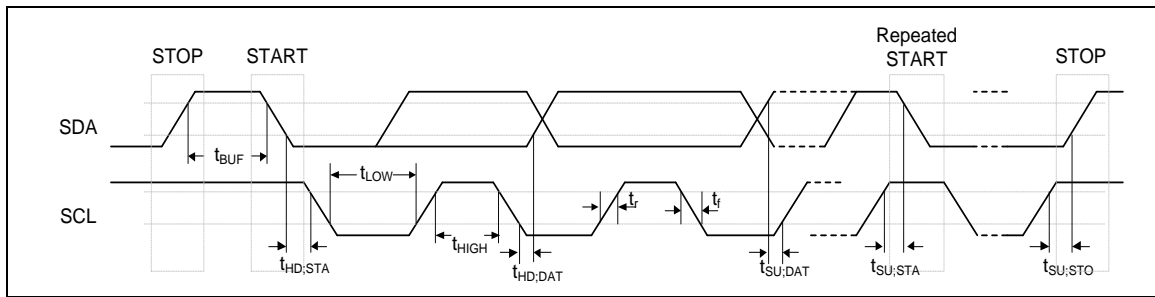 Repeated
STOP START START STOP
SDA
tBUF
tLOW
SCL
tr tf
tHIGH
tHD;STA tHD;DAT tSU;DAT tSU;STA tSU;STO